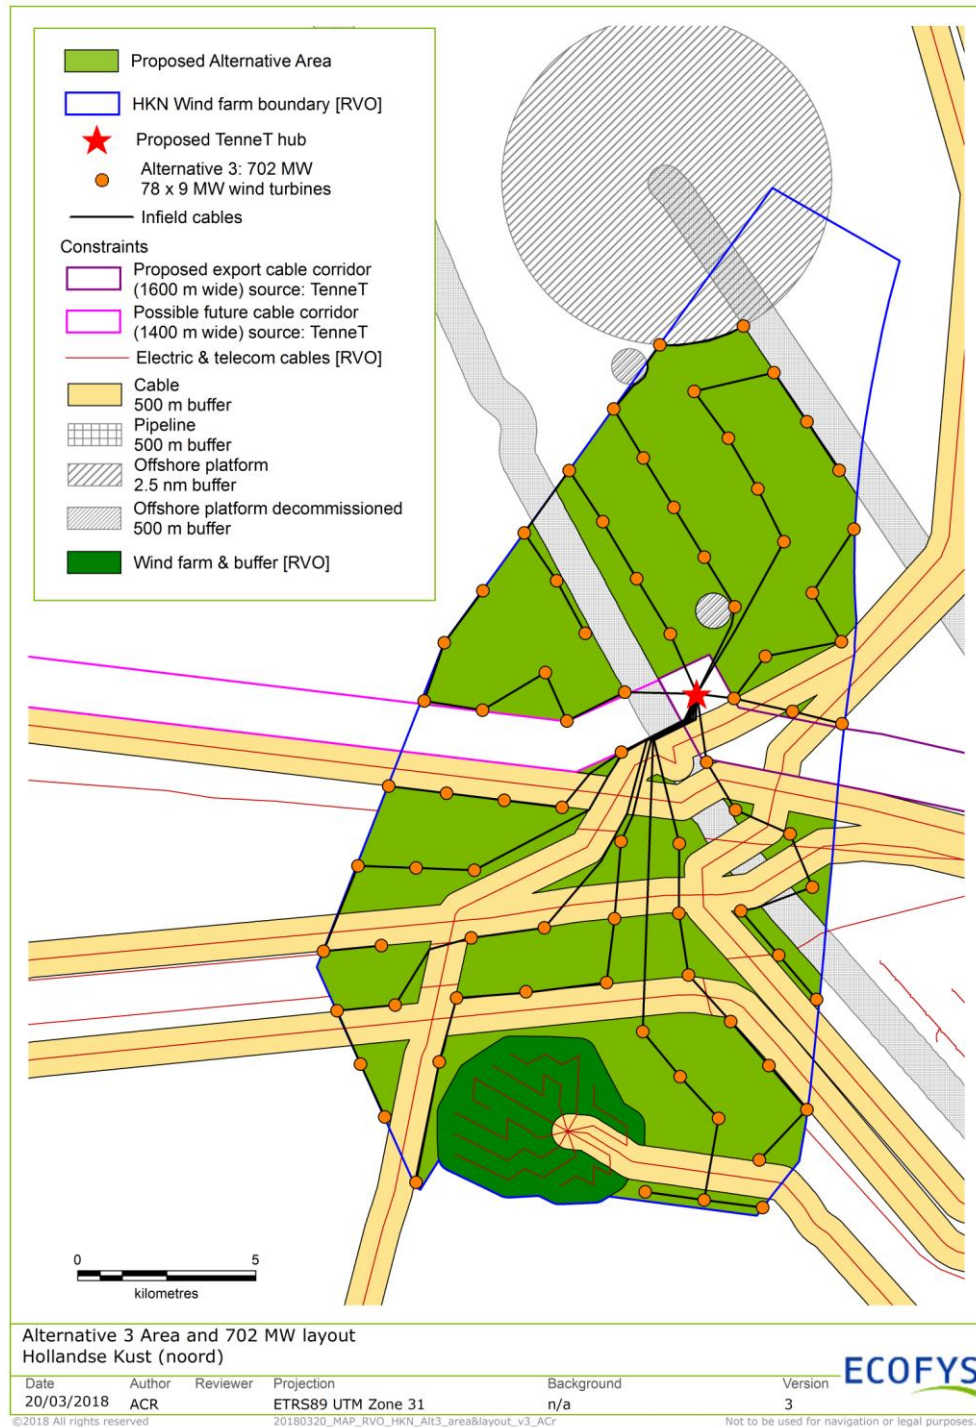 Proposed Alternative Area
HKN Wind farm boundary [RVO]
Proposed TenneT hub
Alternative 3: 702 MW
78 x 9 MW wind turbines
Infield cables
Constraints
Proposed export cable corridor
(1600 m wide) source: TenneT
Possible future cable corridor
(1400 m wide) source: TenneT
Electric & telecom cables [RVO]
Cable
500 m buffer
Pipeline
500 m buffer
Offshore platform
2.5 nm buffer
Offshore platform decommissioned
500 m buffer
Wind farm & buffer [RVO]
0 5
kilometres
Alternative 3 Area and 702 MW layout
Hollandse Kust (noord)
ECOFYS
Date Author Reviewer Projection Background Version
20/03/2018 ACR ETRS89 UTM Zone 31 n/a 3
©2018 All rights reserved 20180320_MAP_RVO_HKN_Alt3_area&layout_v3_ACr Not to be used for navigation or legal purposes.